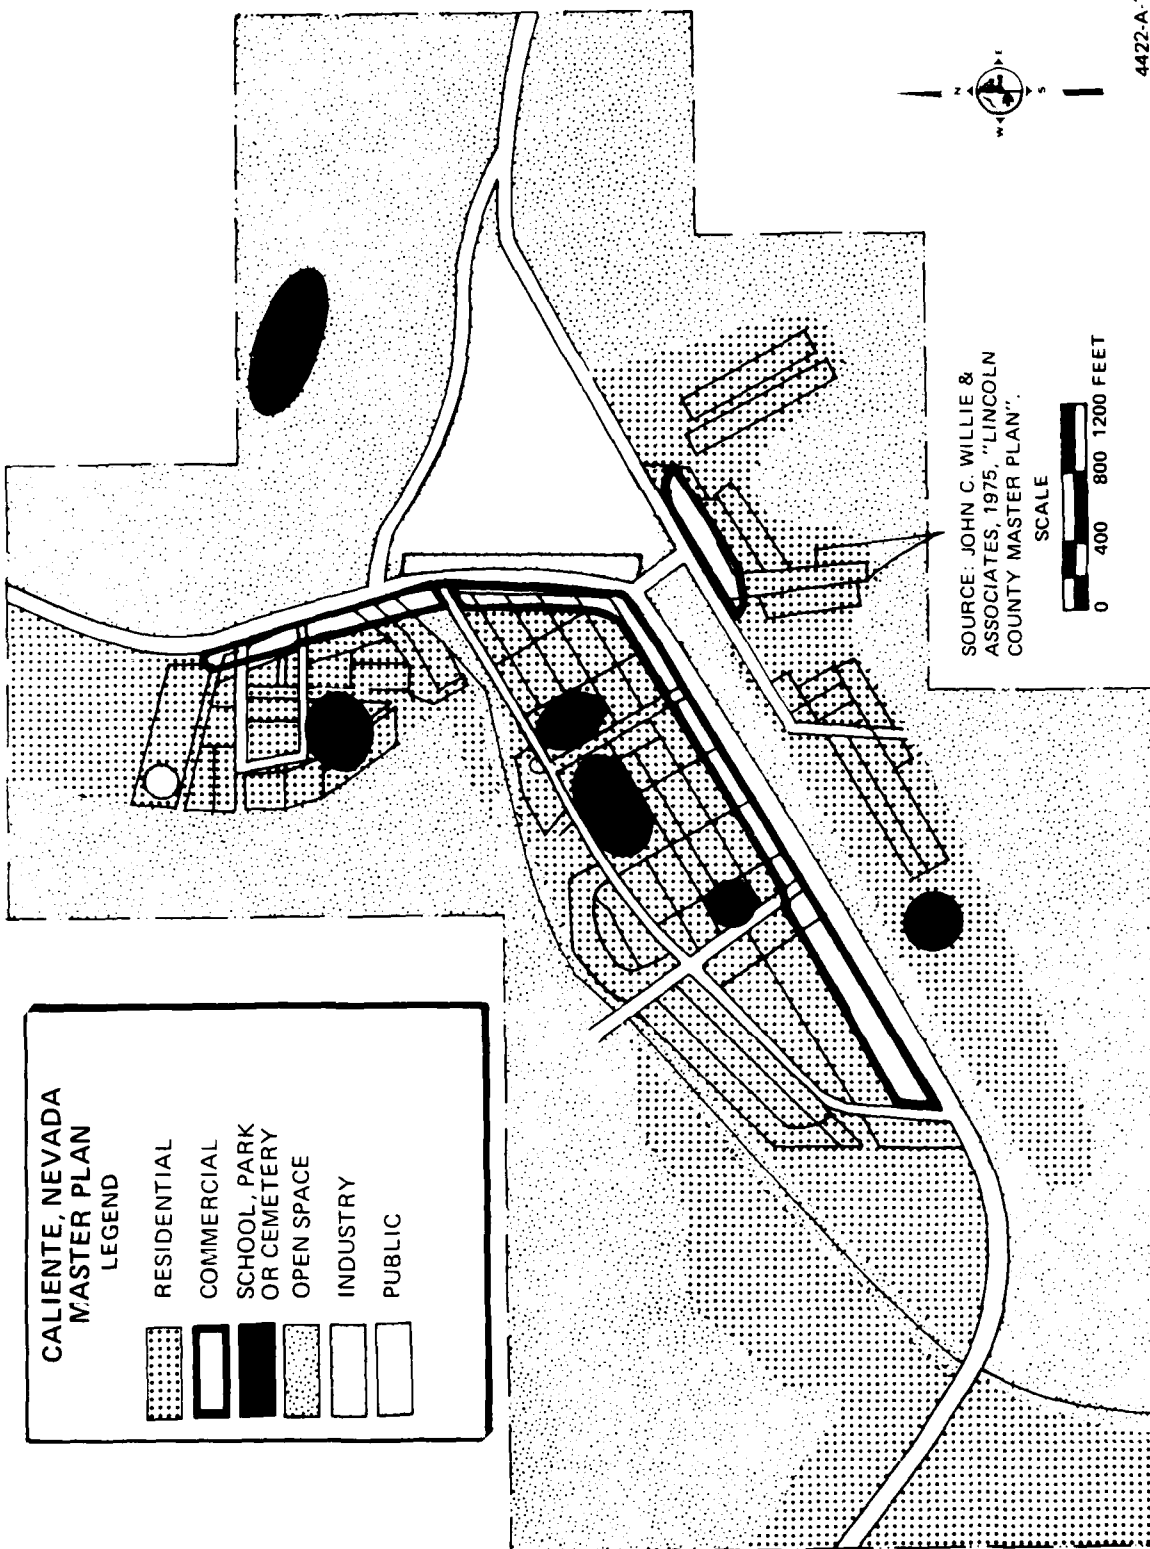 CALIENTE, NEVADA
MASTER PLAN
LEGEND
RESIDENTIAL
COMMERCIAL
SCHOOL, PARK
OR CEMETERY
OPEN SPACE
INDUSTRY
PUBLIC
N
W
E
S
SOURCE: JOHN C. WILLIE &
ASSOCIATES, 1975, "LINCOLN
COUNTY MASTER PLAN".
SCALE
0 400 800 1200 FEET
4422-A-